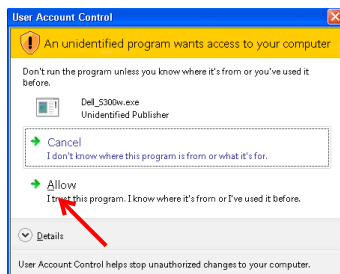 User Account Control
An unidentified program wants access to your computer
Don't run the program unless you know where it's from or you've used it
before.
Dell_S300w.exe
Unidentified Publisher
Cancel
I don't know where this program is from or what it's for.
Allow
I trust this program. I know where it's from or I've used it before.
Details
User Account Control helps stop unauthorized changes to your computer.